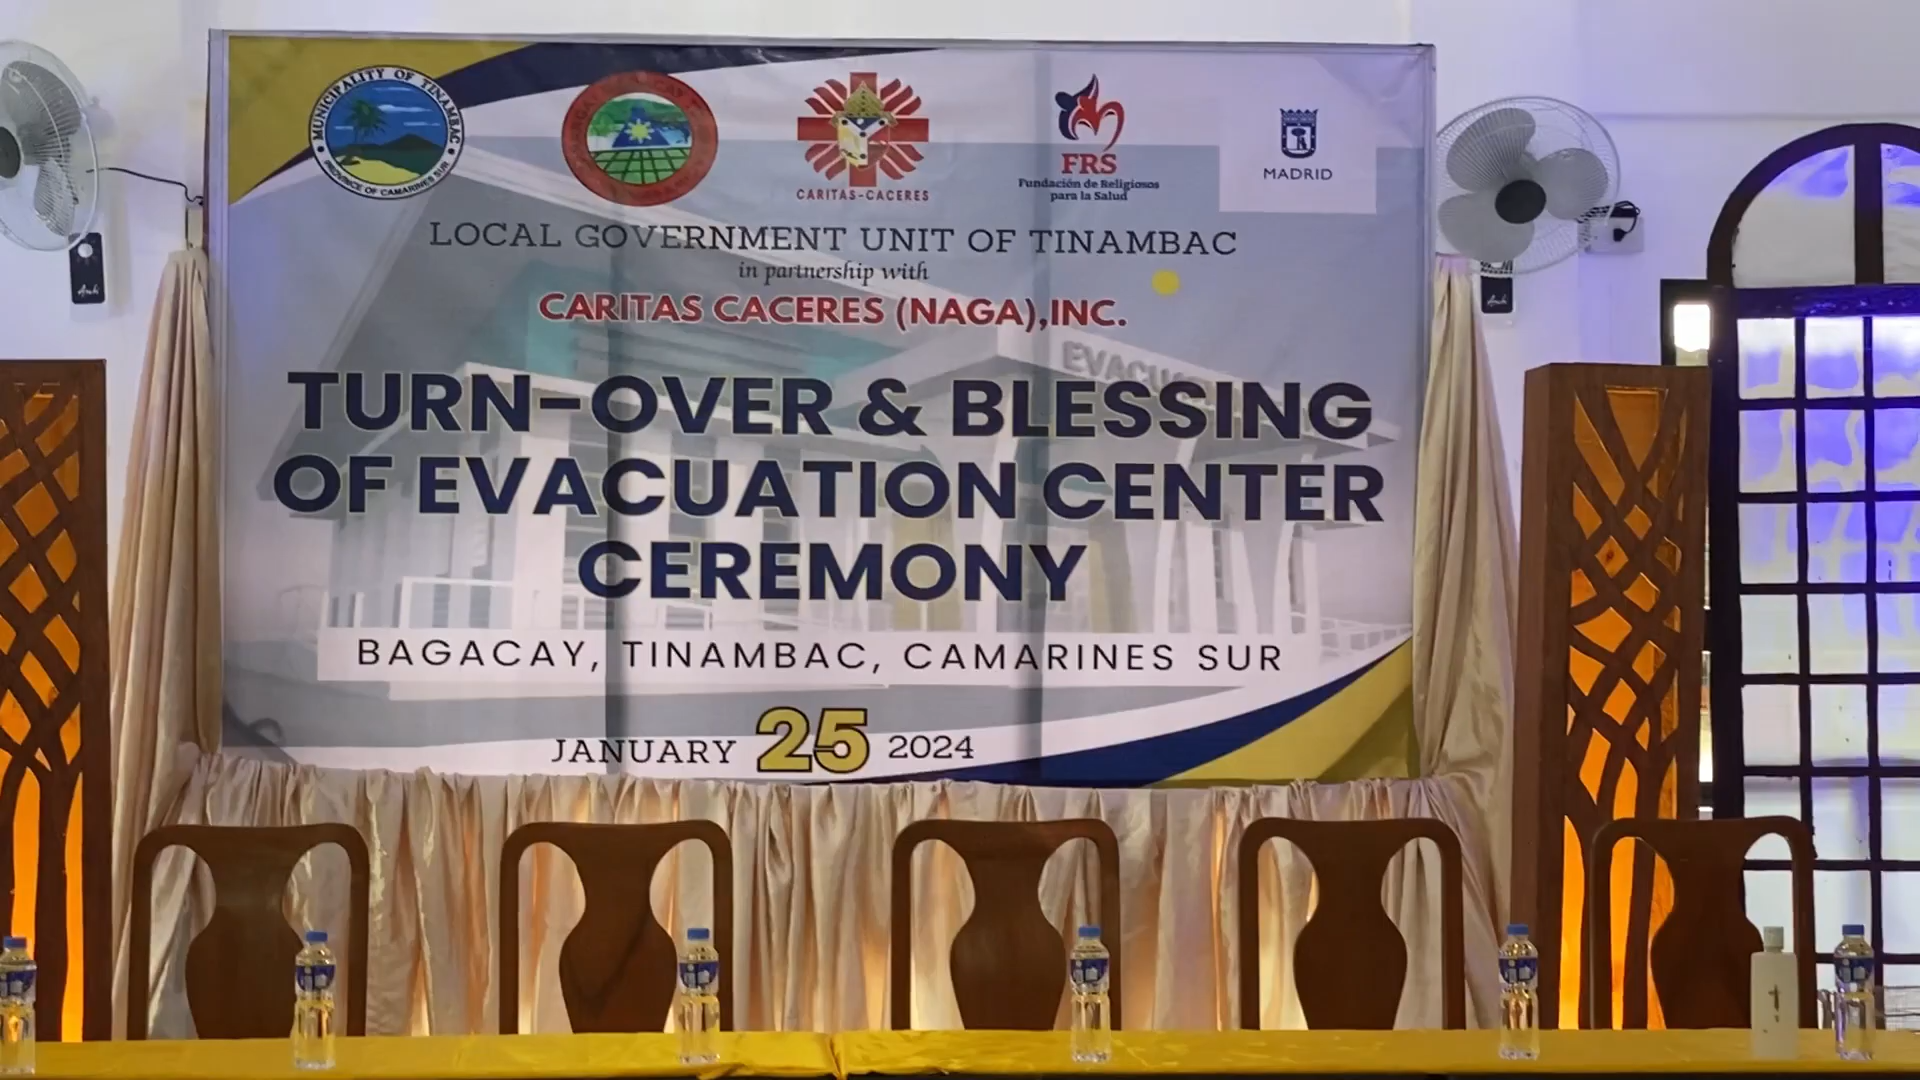 MUNICIPALITY OF TINAMBAC
PROVINCE OF CAMARINES SUR
CARITAS-CACERES
FRS
Fundación de Religiosos
para la Salud
MADRID
LOCAL GOVERNMENT UNIT OF TINAMBAC
in partnership with
CARITAS CACERES (NAGA),INC.
EVACU
TURN-OVER & BLESSING
OF EVACUATION CENTER
CEREMONY
BAGACAY, TINAMBAC, CAMARINES SUR
JANUARY 25 2024